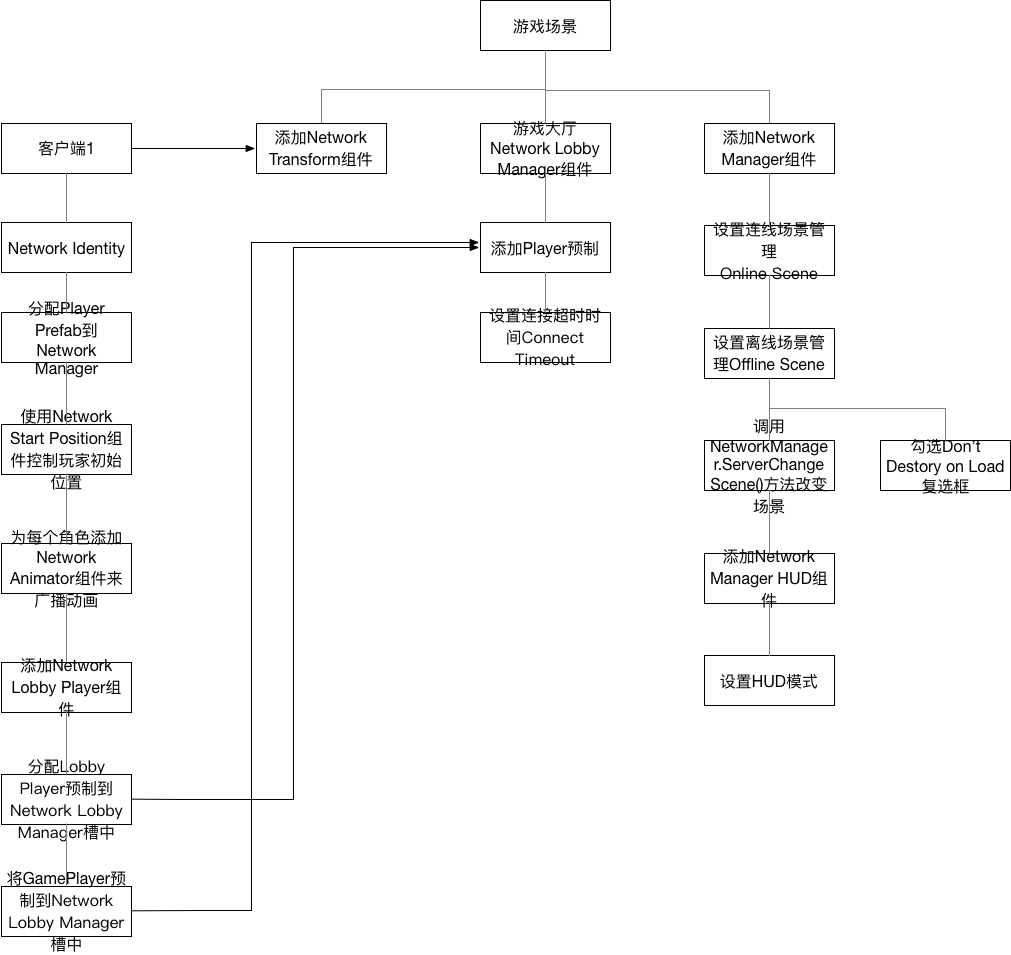 游戏场景
客户端1
添加Network
Transform组件
游戏大厅
Network Lobby
Manager组件
添加Network
Manager组件
Network Identity
添加Player预制
设置连线场景管
理
Online Scene
分配Player
Prefab到
Network
Manager
设置连接超时时
间Connect
Timeout
设置离线场景管
理Offline Scene
使用Network
Start Position组
件控制玩家初始
位置
调用
NetworkManage
r.ServerChange
Scene()方法改变
场景
勾选Don't
Destory on Load
复选框
为每个角色添加
Network
Animator组件来
广播动画
添加Network
Manager HUD组
件
添加Network
Lobby Player组
件
设置HUD模式
分配Lobby
Player预制到
Network Lobby
Manager槽中
将GamePlayer预
制到Network
Lobby Manager
槽中